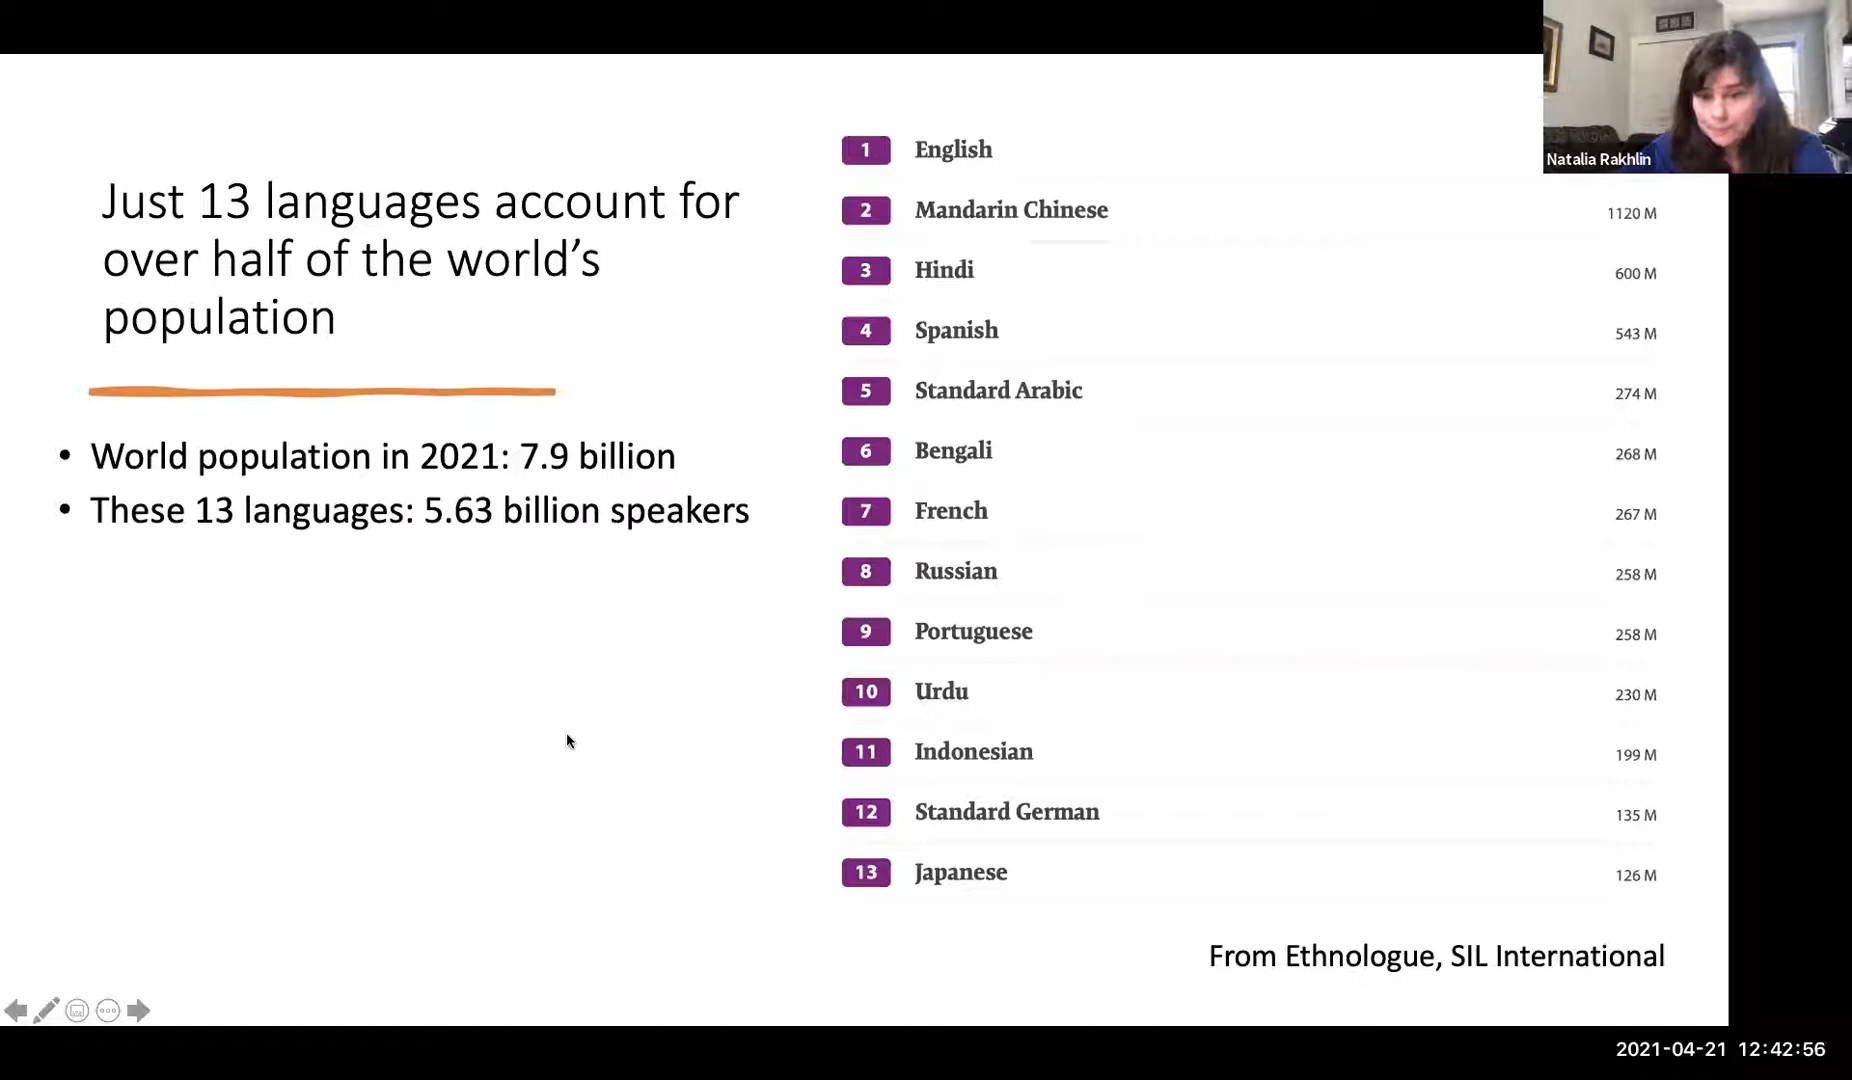 Natalia Rakhlin
Just 13 languages account for
over half of the world’s
population
• World population in 2021: 7.9 billion
• These 13 languages: 5.63 billion speakers
1 English
2 Mandarin Chinese 1120 M
3 Hindi 600 M
4 Spanish 543 M
5 Standard Arabic 274 M
6 Bengali 268 M
7 French 267 M
8 Russian 258 M
9 Portuguese 258 M
10 Urdu 230 M
11 Indonesian 199 M
12 Standard German 135 M
13 Japanese 126 M
From Ethnologue, SIL International
2021-04-21 12:42:56